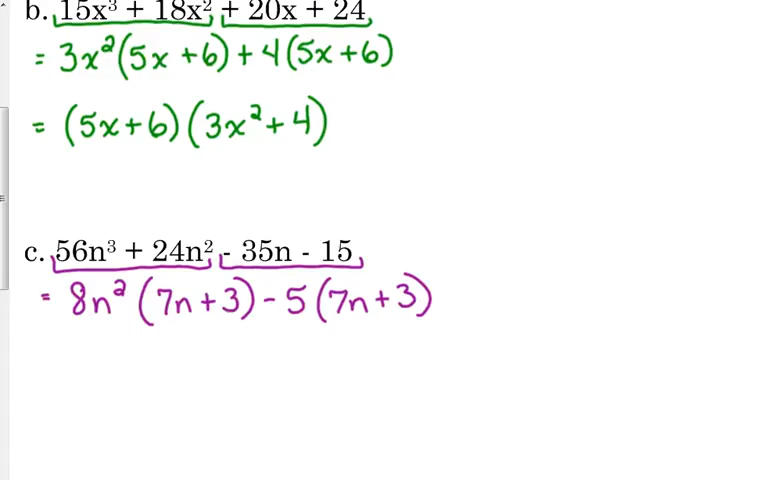 b. 15x³ + 18x² + 20x + 24
= 3x²(5x + 6) + 4(5x + 6)
= (5x + 6)(3x² + 4)
c. 56n³ + 24n² - 35n - 15
= 8n² (7n + 3) - 5 (7n + 3)